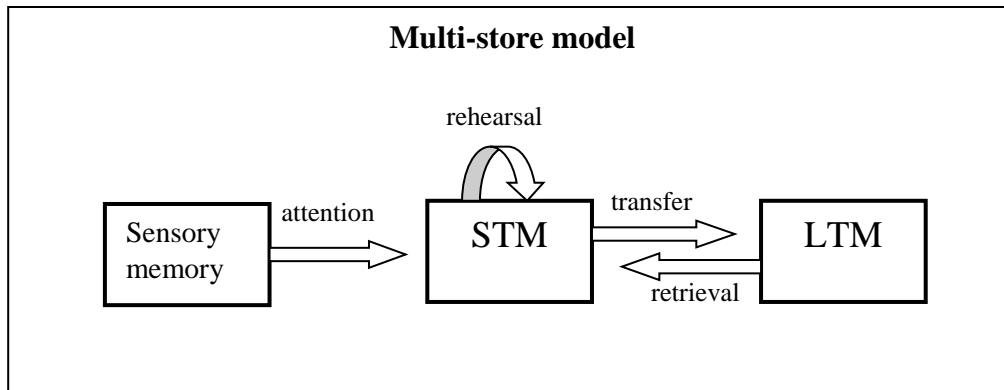 Multi-store model
rehearsal
attention
transfer
Sensory
memory
STM
LTM
retrieval